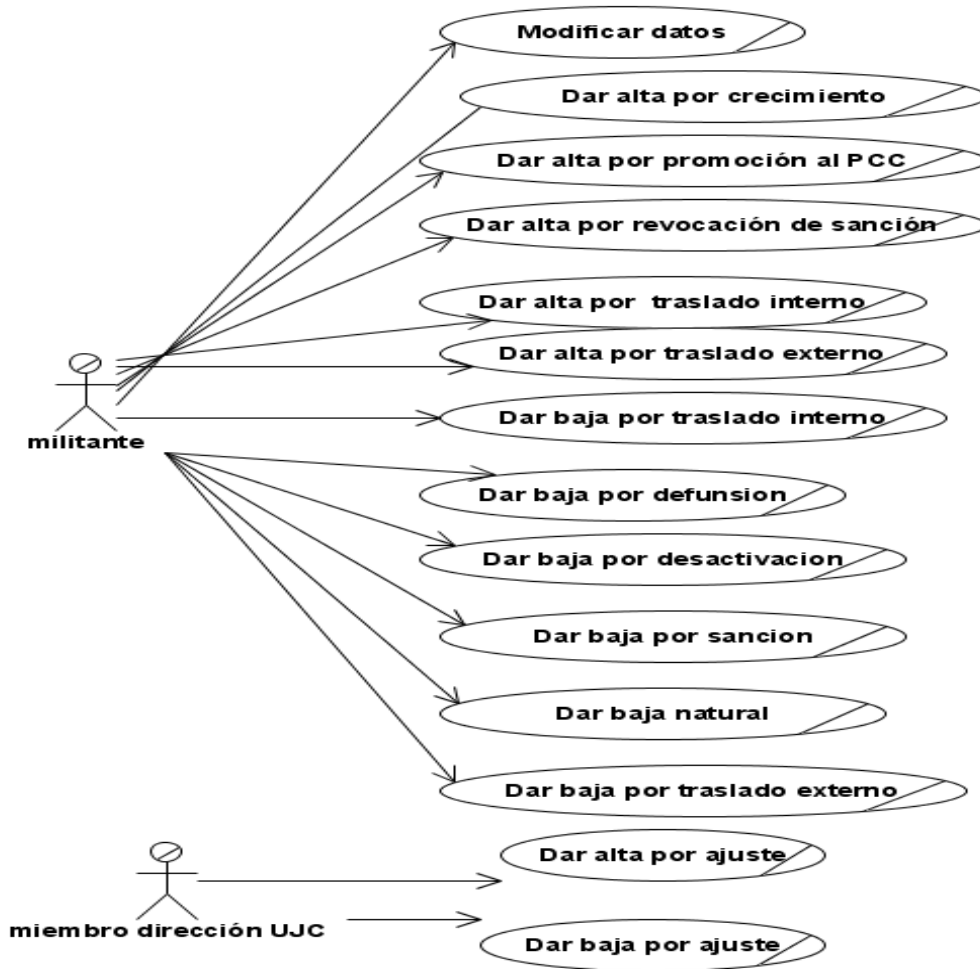 Modificar datos
Dar alta por crecimiento
Dar alta por promoción al PCC
Dar alta por revocación de sanción
Dar alta por traslado interno
Dar alta por traslado externo
Dar baja por traslado interno
militante
Dar baja por defunsion
Dar baja por desactivacion
Dar baja por sancion
Dar baja natural
Dar baja por traslado externo
Dar alta por ajuste
miembro dirección UJC
Dar baja por ajuste